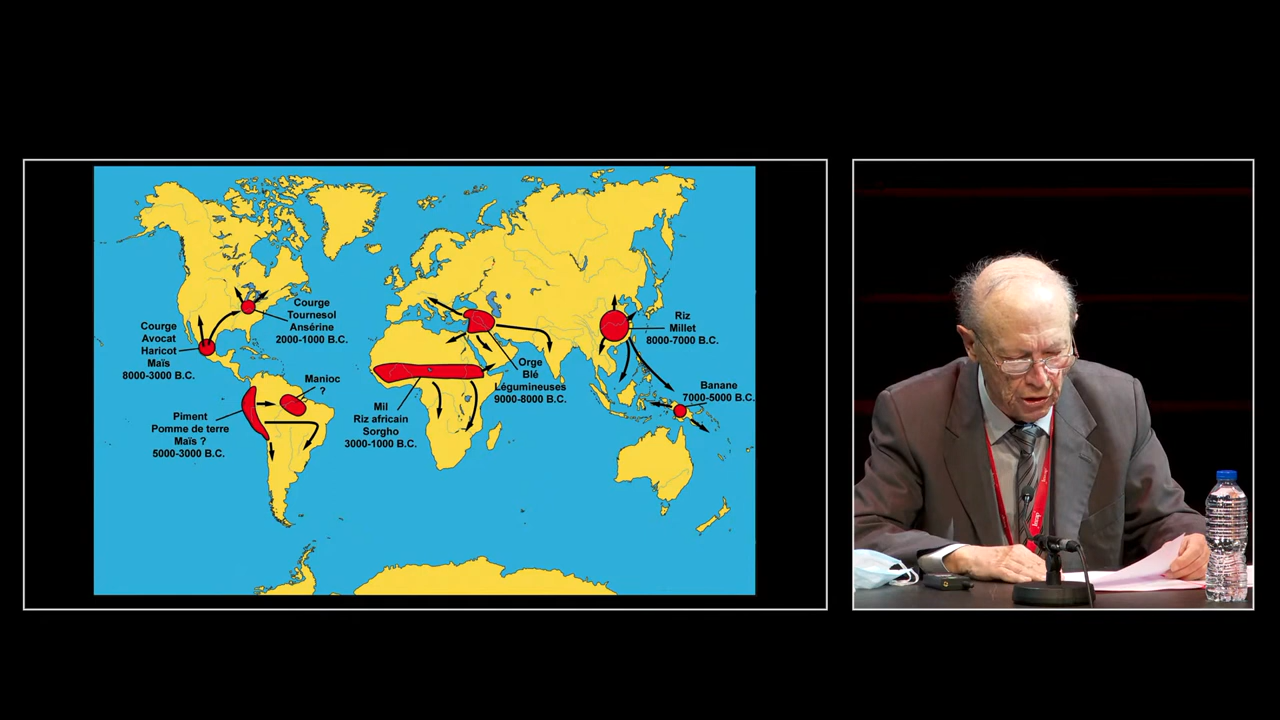 Courge
Tournesol
Ansérine
2000-1000 B.C.
Courge
Avocat
Haricot
Maïs
8000-3000 B.C.
Manioc
?
Piment
Pomme de terre
Maïs ?
5000-3000 B.C.
Mil
Riz africain
Sorgho
3000-1000 B.C.
Orge
Blé
Légumineuses
9000-8000 B.C.
Riz
Millet
8000-7000 B.C.
Banane
7000-5000 B.C.